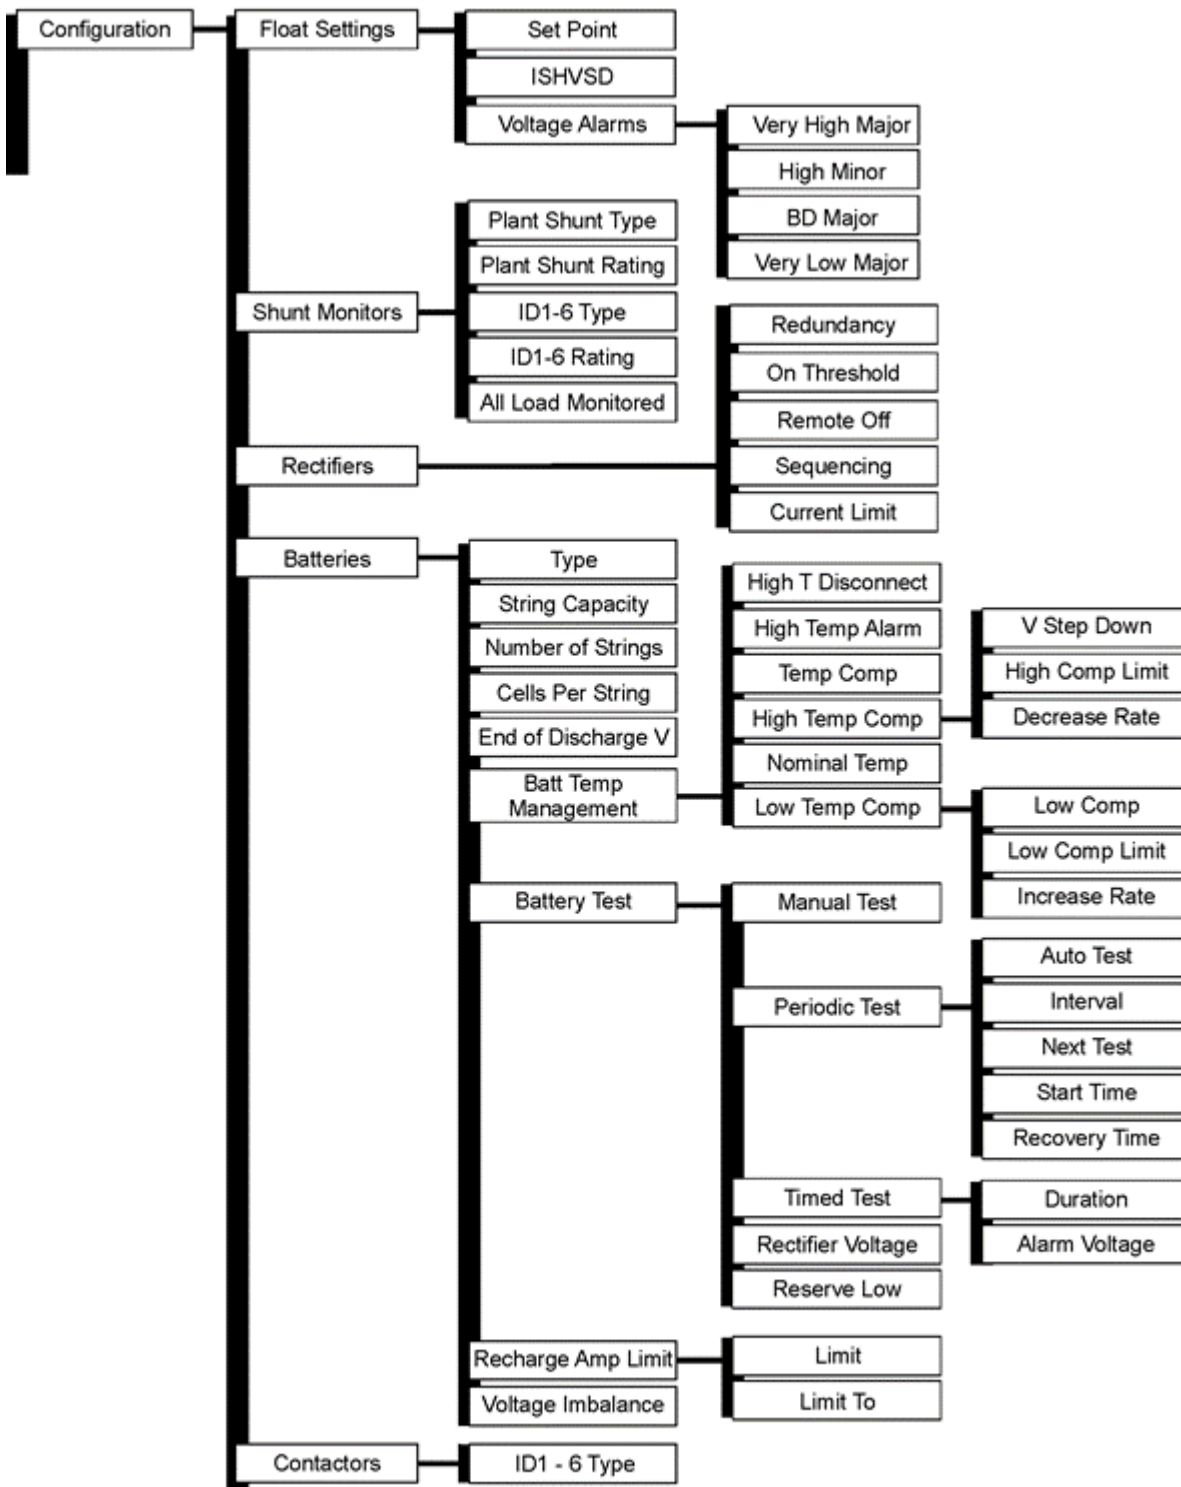 Configuration
Float Settings
Set Point
ISHVSD
Voltage Alarms
Very High Major
High Minor
BD Major
Very Low Major
Shunt Monitors
Plant Shunt Type
Plant Shunt Rating
ID1-6 Type
ID1-6 Rating
All Load Monitored
Rectifiers
Redundancy
On Threshold
Remote Off
Sequencing
Current Limit
Batteries
Type
String Capacity
Number of Strings
Cells Per String
End of Discharge V
Batt Temp
Management
High T Disconnect
High Temp Alarm
Temp Comp
High Temp Comp
V Step Down
High Comp Limit
Decrease Rate
Nominal Temp
Low Temp Comp
Low Comp
Low Comp Limit
Increase Rate
Battery Test
Manual Test
Periodic Test
Auto Test
Interval
Next Test
Start Time
Recovery Time
Timed Test
Duration
Alarm Voltage
Rectifier Voltage
Reserve Low
Recharge Amp Limit
Limit
Limit To
Voltage Imbalance
Contactors
ID1 - 6 Type